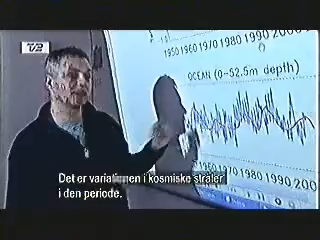 TV2
1950 1960 1970 1980 1990 2000
OCEAN (0-52.5m depth)
1950 1960 1970 1980 1990 2000
Det er variationen i kosmiske stråler
i den periode.